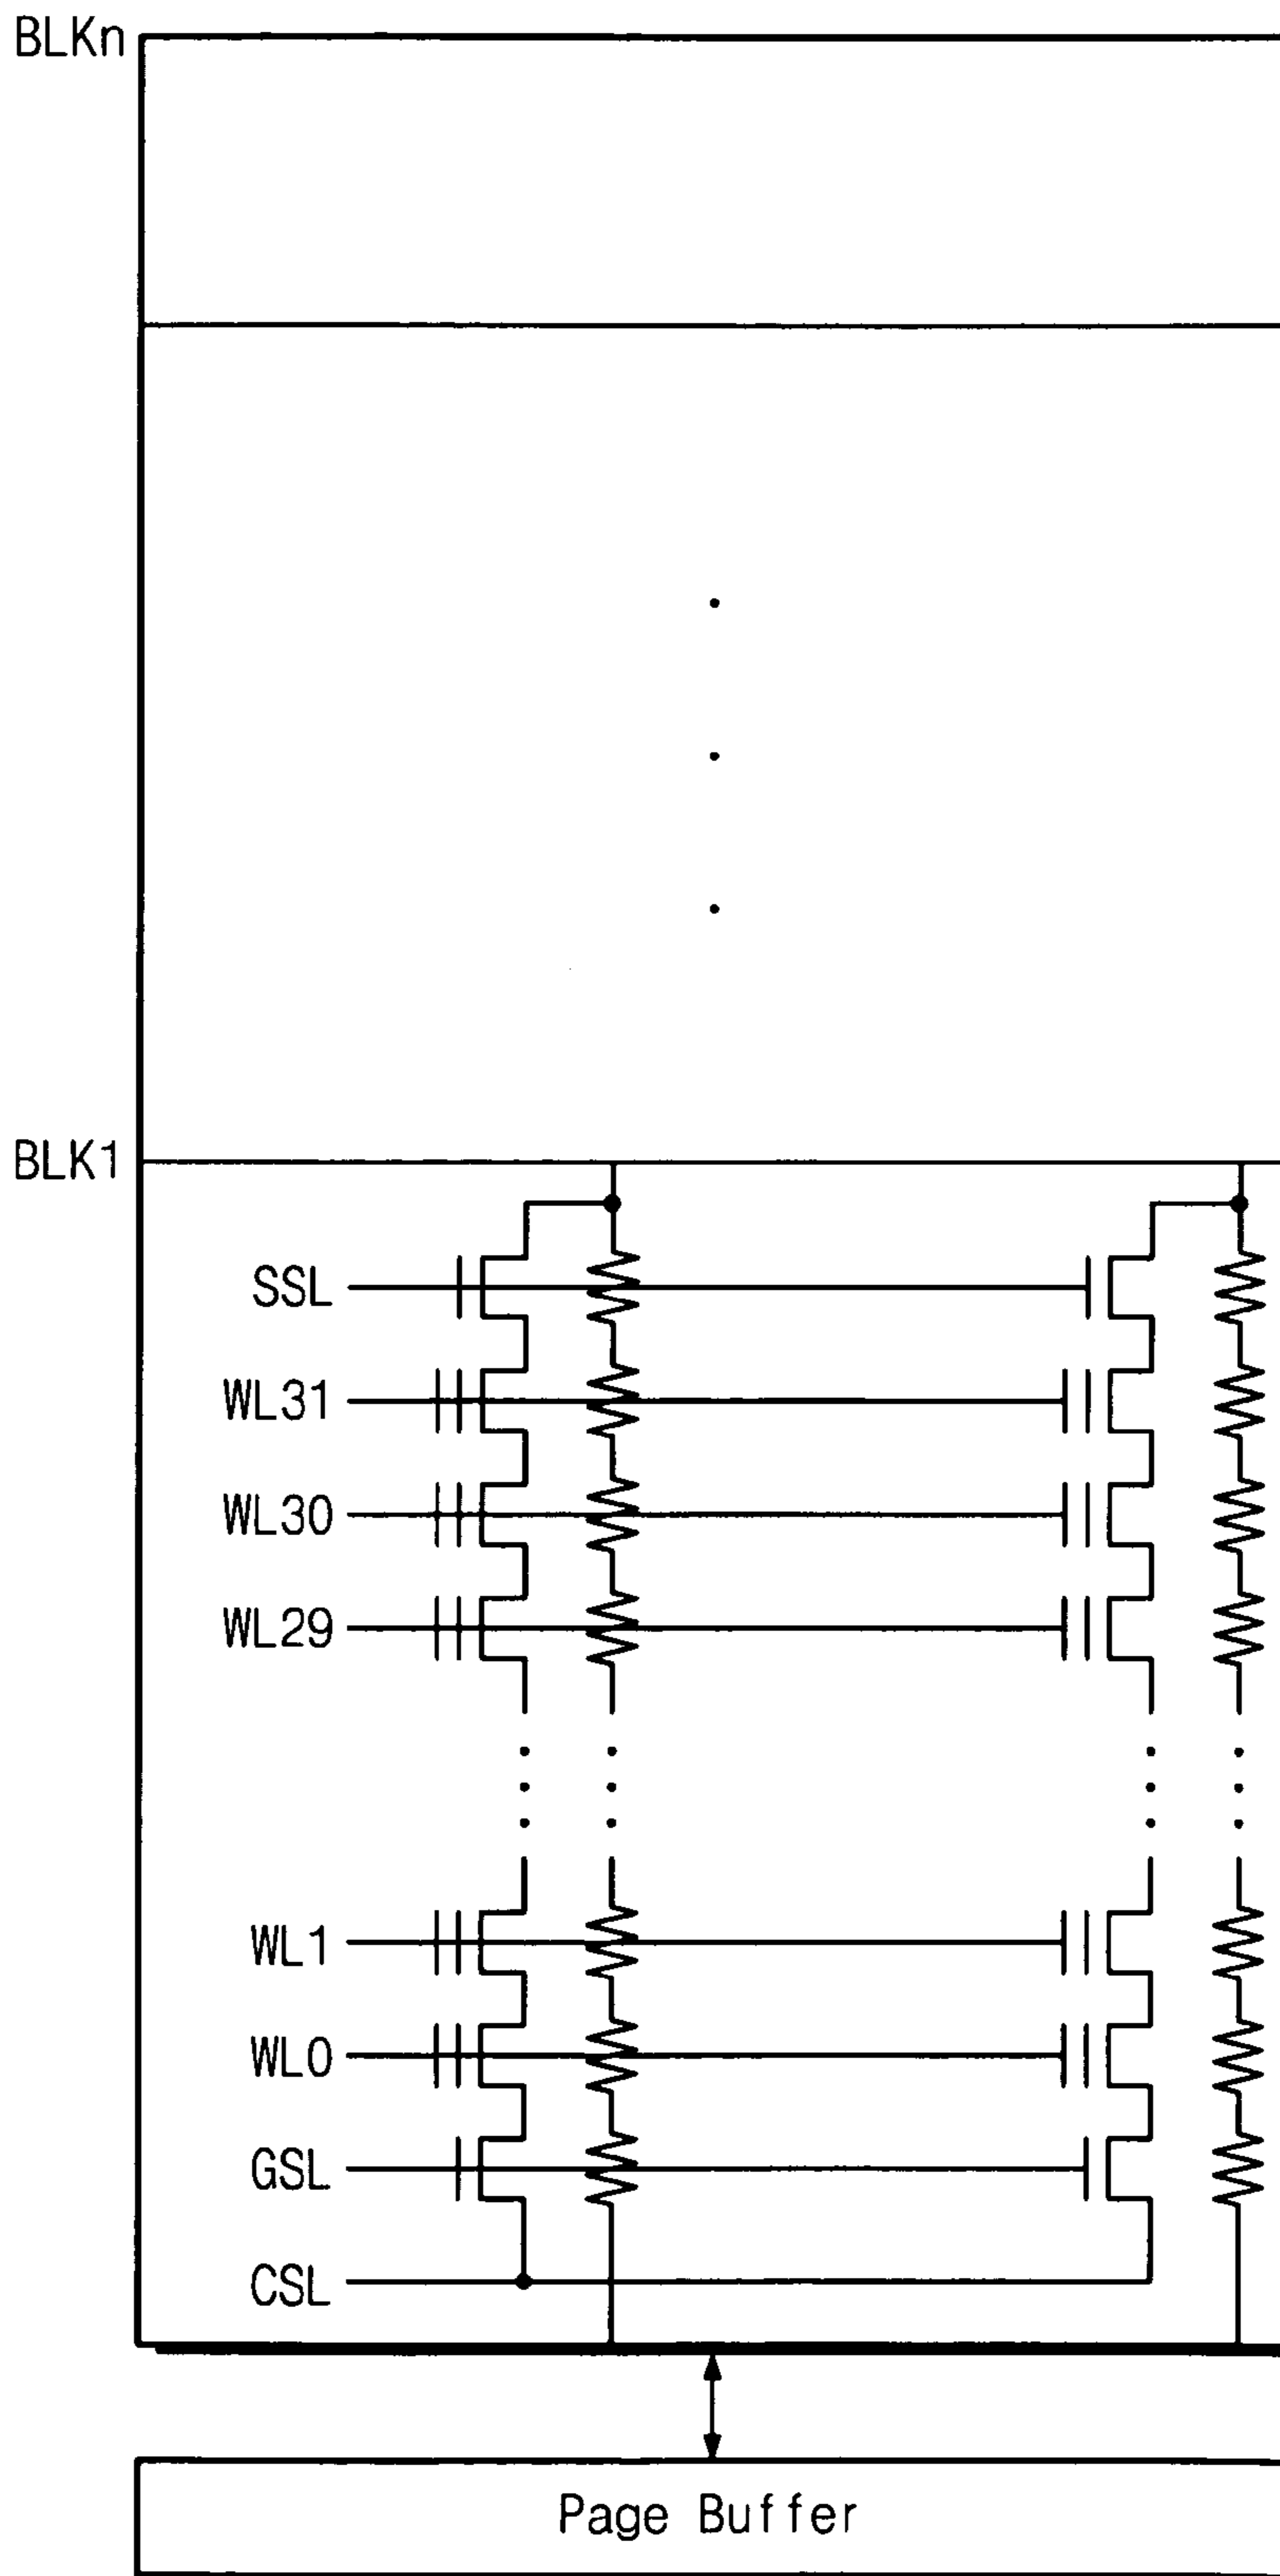 BLKn
BLK1
SSL
WL31
WL30
WL29
WL1
WL0
GSL
CSL
Page Buffer